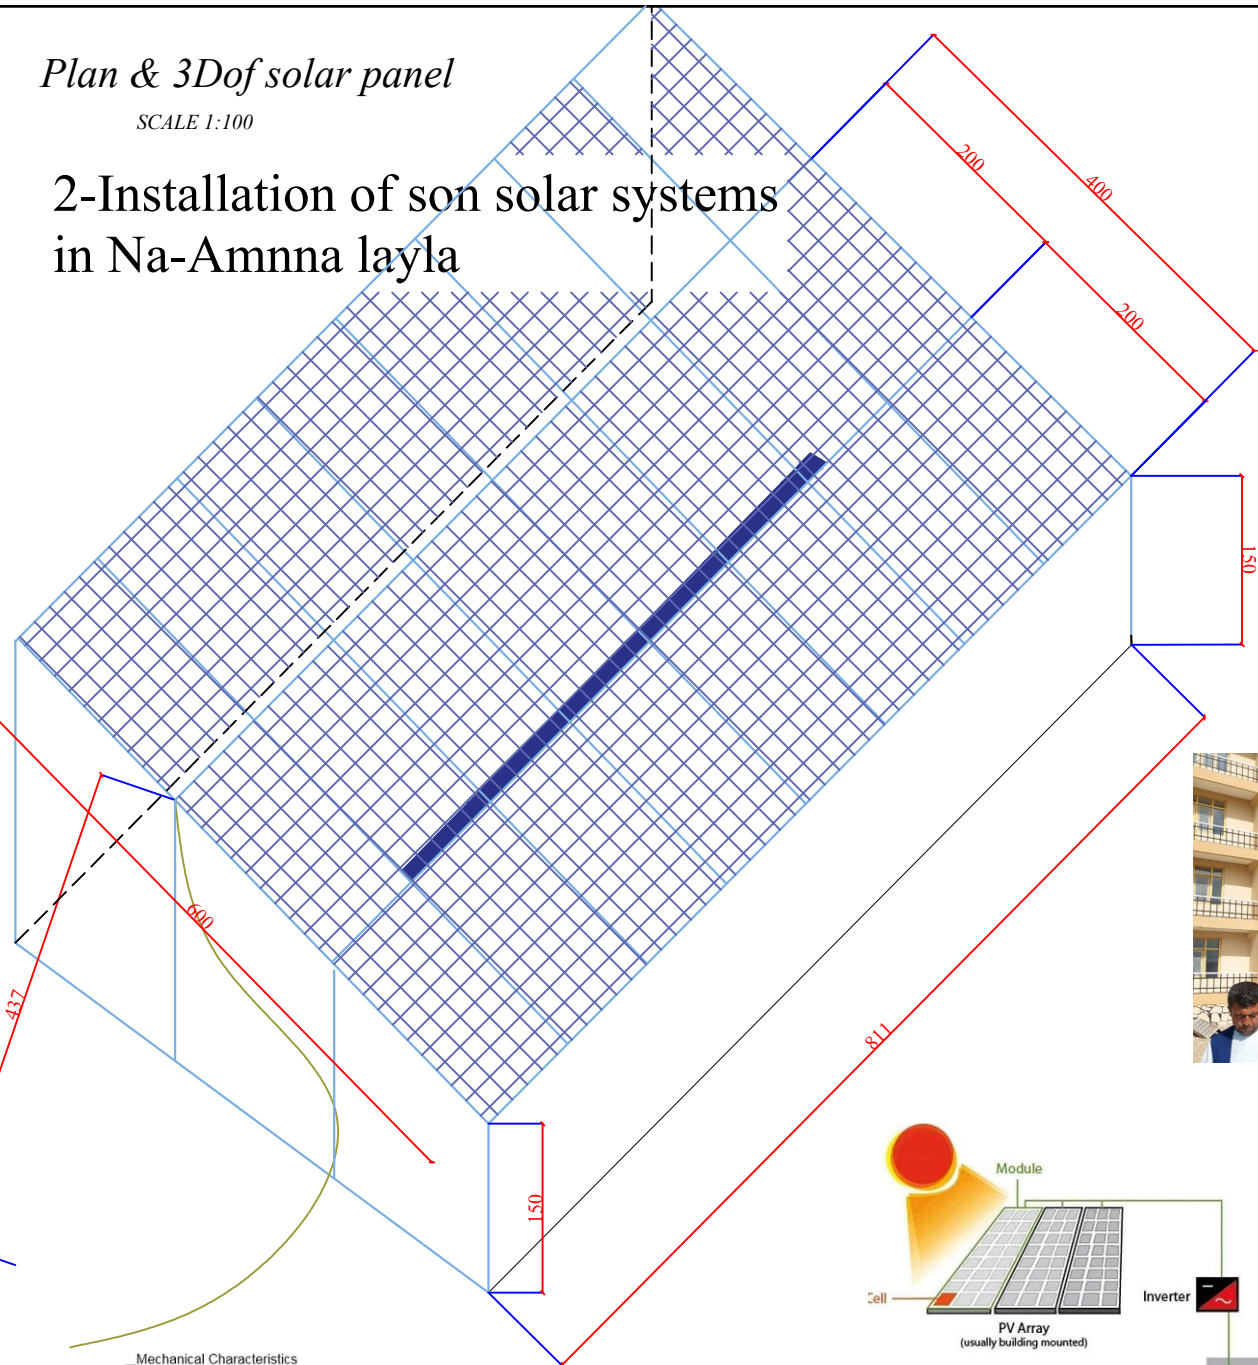 Plan & 3Dof solar panel
SCALE 1:100
2-Installation of son solar systems
in Na-Amnna layla
200
400
200
150
600
437
811
150
Module
Cell
Inverter
PV Array
(usually building mounted)
Mechanical Characteristics